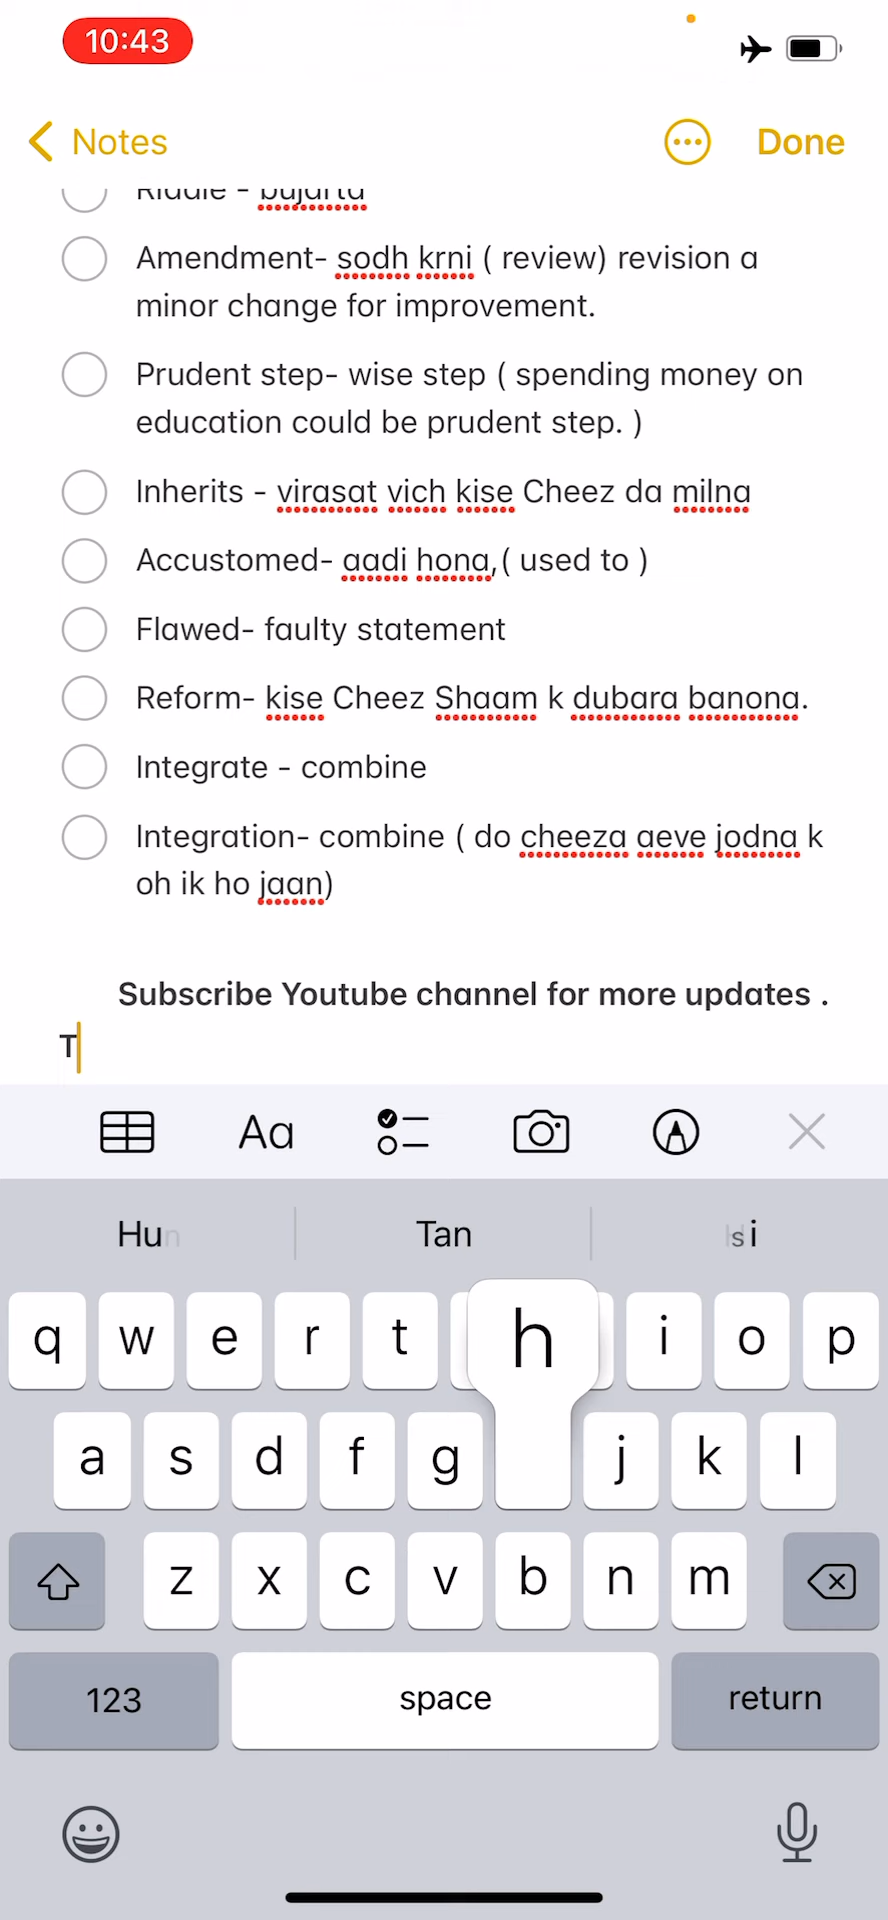 10:43
Notes
Done
Riddle - bujarta
Amendment- sodh krni ( review) revision a
minor change for improvement.
Prudent step- wise step ( spending money on
education could be prudent step. )
Inherits - virasat vich kise Cheez da milna
Accustomed- aadi hona,( used to )
Flawed- faulty statement
Reform- kise Cheez Shaam k dubara banona.
Integrate - combine
Integration- combine ( do cheeza aeve jodna k
oh ik ho jaan)
Subscribe Youtube channel for more updates .
T
Aa
Hun Tan
q w e r t h i o p
a s d f g j k l
z x c v b n m
123 space return